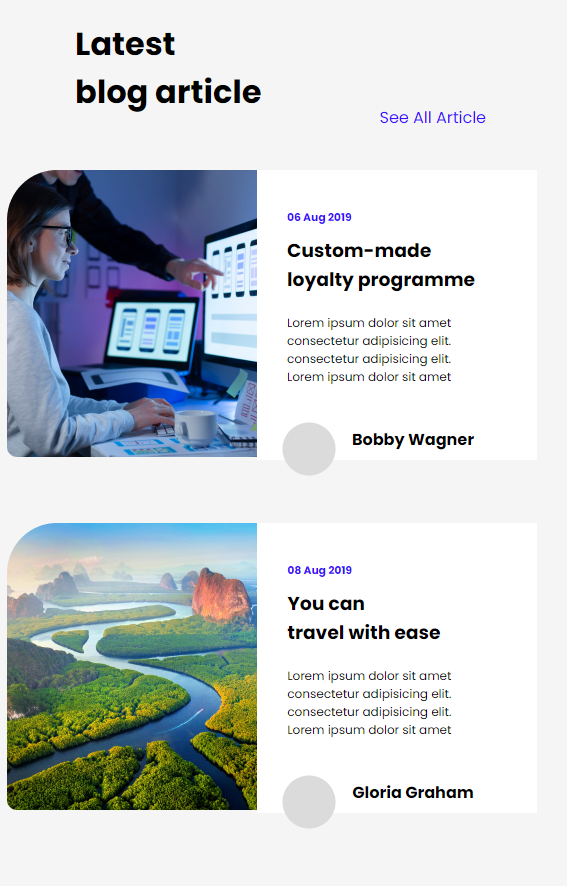 Latest
blog article
See All Article
06 Aug 2019
Custom-made
loyalty programme
Lorem ipsum dolor sit amet
consectetur adipisicing elit.
consectetur adipisicing elit.
Lorem ipsum dolor sit amet
Bobby Wagner
08 Aug 2019
You can
travel with ease
Lorem ipsum dolor sit amet
consectetur adipisicing elit.
consectetur adipisicing elit.
Lorem ipsum dolor sit amet
Gloria Graham